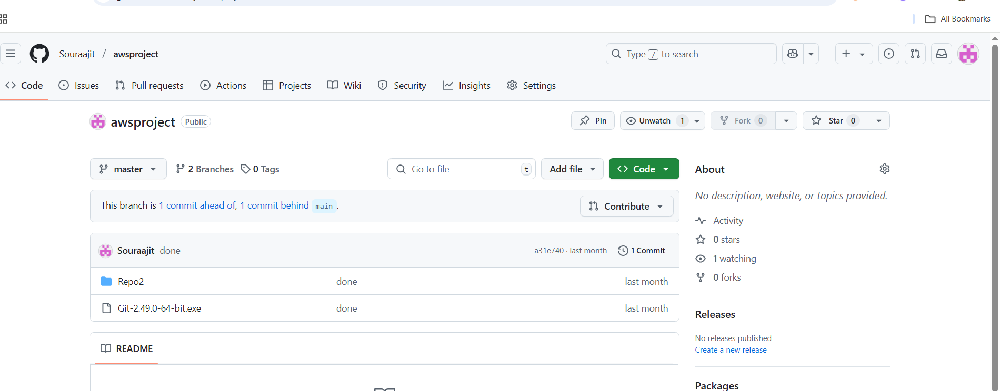 All Bookmarks
Souraajit / awsproject
Type / to search
Code Issues Pull requests Actions Projects Wiki Security Insights Settings
awsproject Public
Pin Unwatch 1 Fork 0 Star 0
master 2 Branches 0 Tags
Go to file t Add file Code
This branch is 1 commit ahead of, 1 commit behind main .
Contribute
Souraajit done a31e740 · last month 1 Commit
Repo2 done last month
Git-2.49.0-64-bit.exe done last month
README
About
No description, website, or topics provided.
Activity
0 stars
1 watching
0 forks
Releases
No releases published
Create a new release
Packages